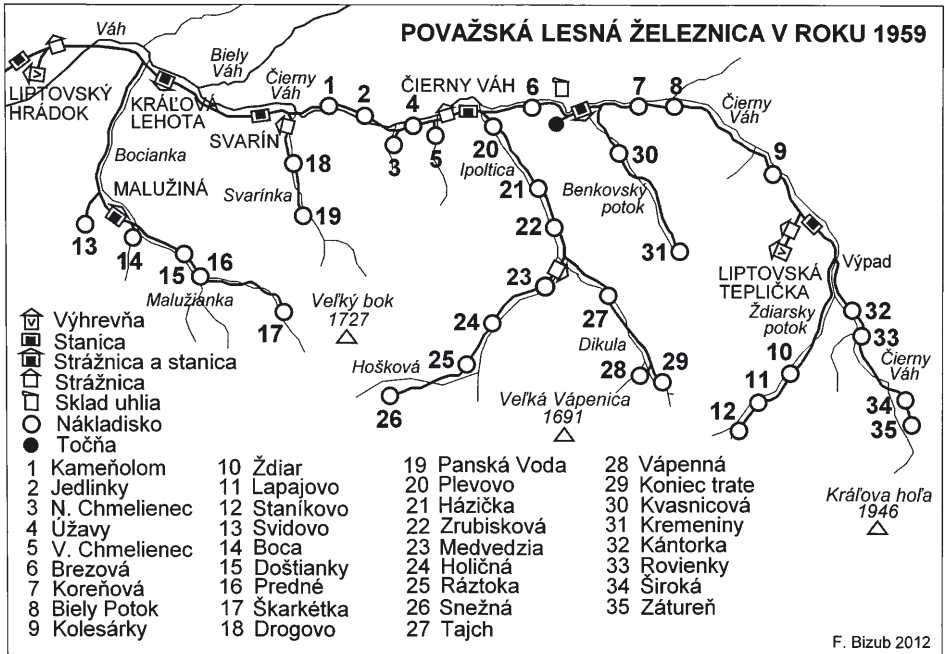 POVAŽSKÁ LESNÁ ŽELEZNICA V ROKU 1959
Váh
Biely
Váh
LIPTOVSKÝ
HRÁDOK
KRÁĽOVÁ
LEHOTA
Čierny
Váh
SVARÍN
1
2
3
4
5
ČIERNY VÁH
6
7
8
Čierny
Váh
9
Bocianka
MALUŽINÁ
13
14
15
16
17
Malužianka
Svarínka
18
19
Veľký bok
1727
20
Ipoltica
21
22
23
24
25
26
Hošková
27
Dikula
28
29
Veľká Vápenica
1691
Benkovský
potok
30
31
LIPTOVSKÁ
TEPLIČKA
Výpad
Ždiarsky
potok
10
11
12
32
33
Čierny
Váh
34
35
Kráľova hoľa
1946
Výhrevňa
Stanica
Strážnica a stanica
Strážnica
Sklad uhlia
Nákladisko
Točňa
1 Kameňolom
2 Jedlinky
3 N. Chmelienec
4 Úžavy
5 V. Chmelienec
6 Brezová
7 Koreňová
8 Biely Potok
9 Kolesárky
10 Ždiar
11 Lapajovo
12 Staníkovo
13 Svidovo
14 Boca
15 Doštianky
16 Predné
17 Škarkétka
18 Drogovo
19 Panská Voda
20 Plevovo
21 Házička
22 Zrubisková
23 Medvedzia
24 Holičná
25 Ráztoka
26 Snežná
27 Tajch
28 Vápenná
29 Koniec trate
30 Kvasnicová
31 Kremeniny
32 Kántorka
33 Rovienky
34 Široká
35 Zátureň
F. Bizub 2012